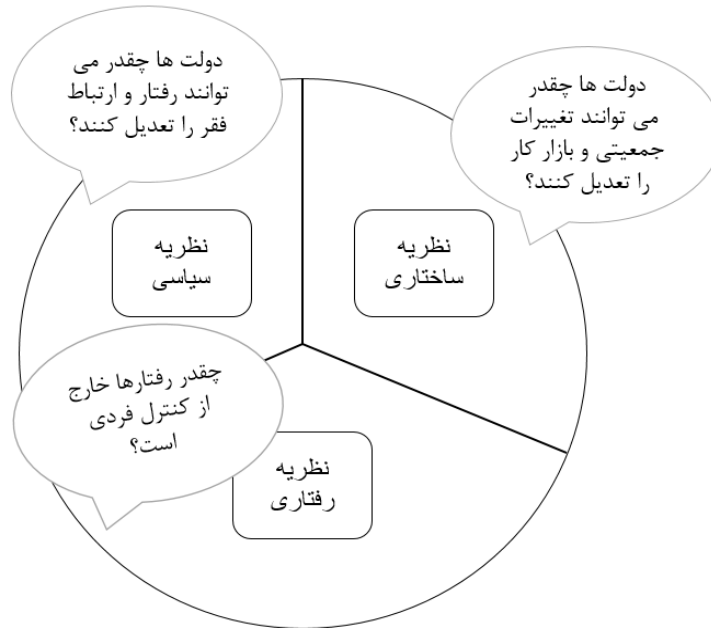 دولت ها چقدر
می توانند تغییرات
جمعیتی و بازار کار
را تعدیل کنند؟
نظریه
ساختاری
دولت ها چقدر می
توانند رفتار و ارتباط
فقر را تعدیل کنند؟
نظریه
سیاسی
چقدر رفتارها خارج
از کنترل فردی
است؟
نظریه
رفتاری